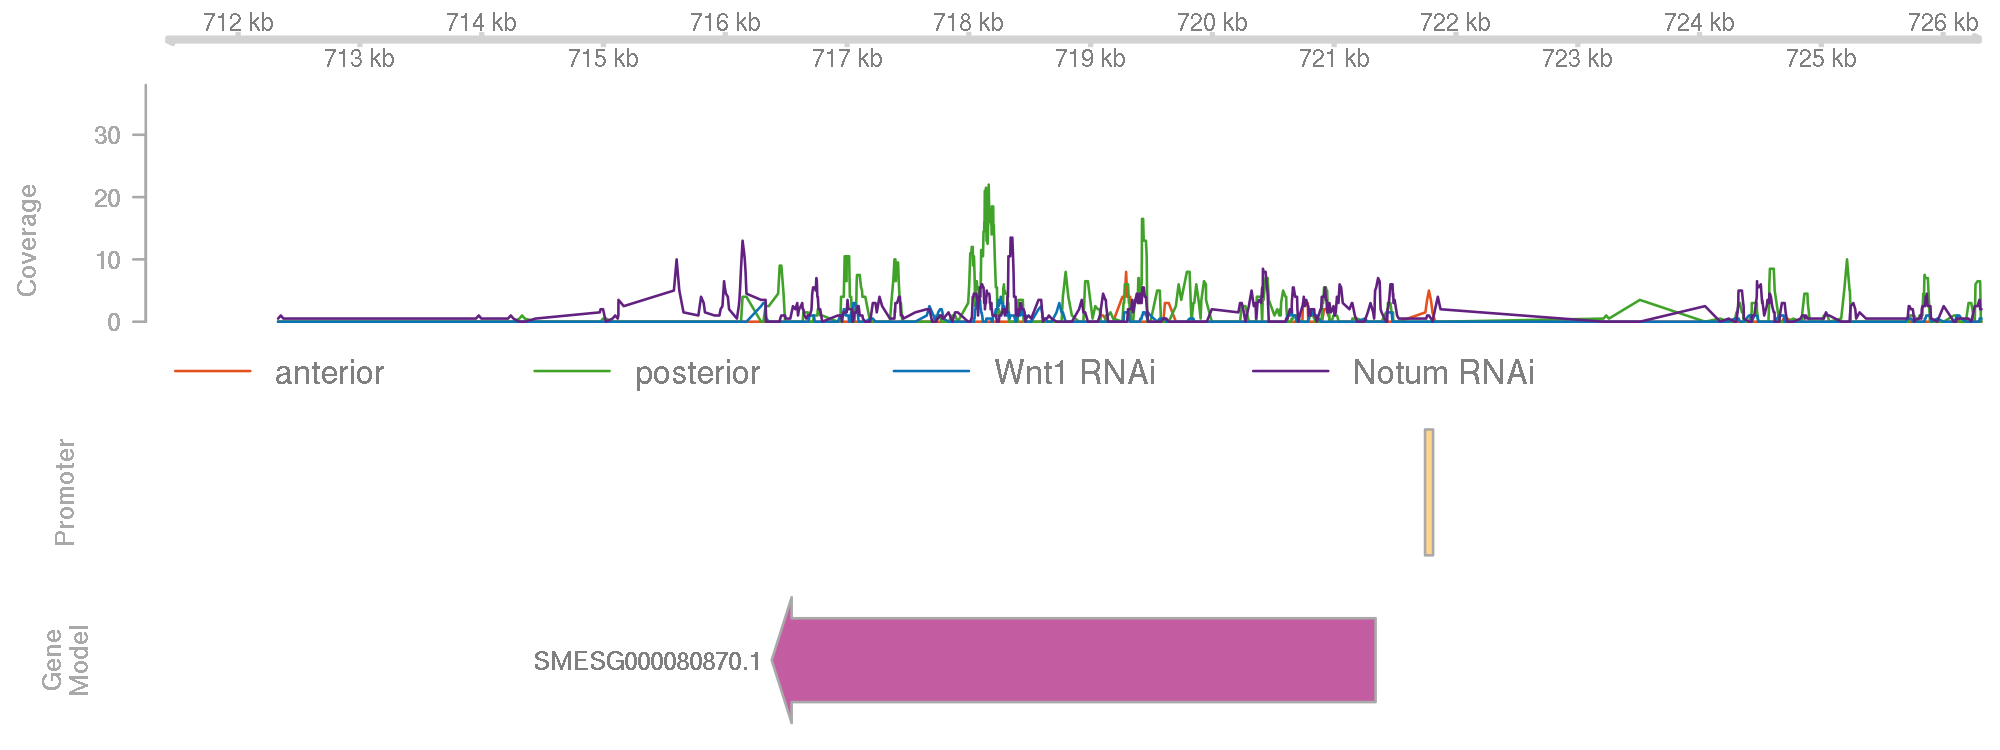 712 kb 714 kb 716 kb 718 kb 720 kb 722 kb 724 kb 726 kb
713 kb 715 kb 717 kb 719 kb 721 kb 723 kb 725 kb
Coverage
30
20
10
0
anterior posterior Wnt1 RNAi Notum RNAi
Promoter
Gene
Model
SMESG000080870.1